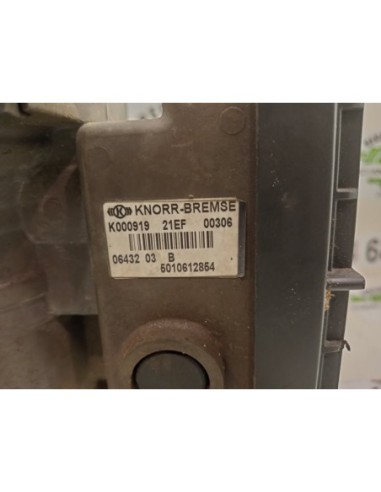 K KNORR-BREMSE
K000919 21EF 00306
06432 03 B
5010612854